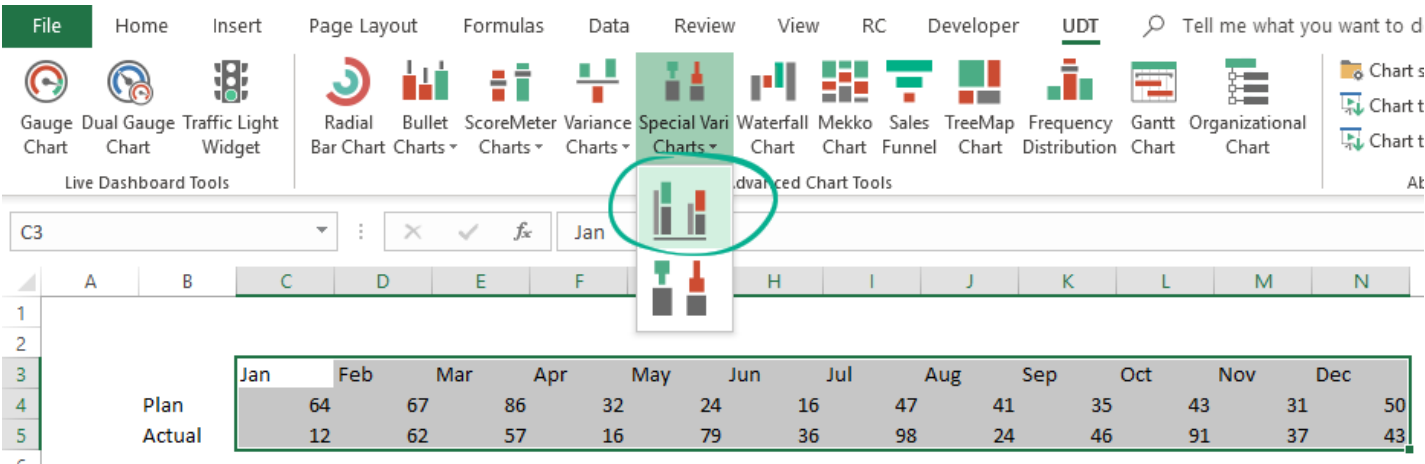 File Home Insert Page Layout Formulas Data Review View RC Developer UDT Tell me what you want to d
Gauge Chart
Dual Gauge Chart
Traffic Light Widget
Radial Bar Chart
Bullet Charts
ScoreMeter Charts
Variance Charts
Special Vari Charts
Waterfall Chart
Mekko Chart
Sales Funnel
TreeMap Chart
Frequency Distribution
Gantt Chart
Organizational Chart
Chart s
Chart t
Chart t
Live Dashboard Tools
dvanced Chart Tools
Ab
C3 fx Jan
A B C D E F H I J K L M N
1
2
3 Jan Feb Mar Apr May Jun Jul Aug Sep Oct Nov Dec
4 Plan 64 67 86 32 24 16 47 41 35 43 31 50
5 Actual 12 62 57 16 79 36 98 24 46 91 37 43